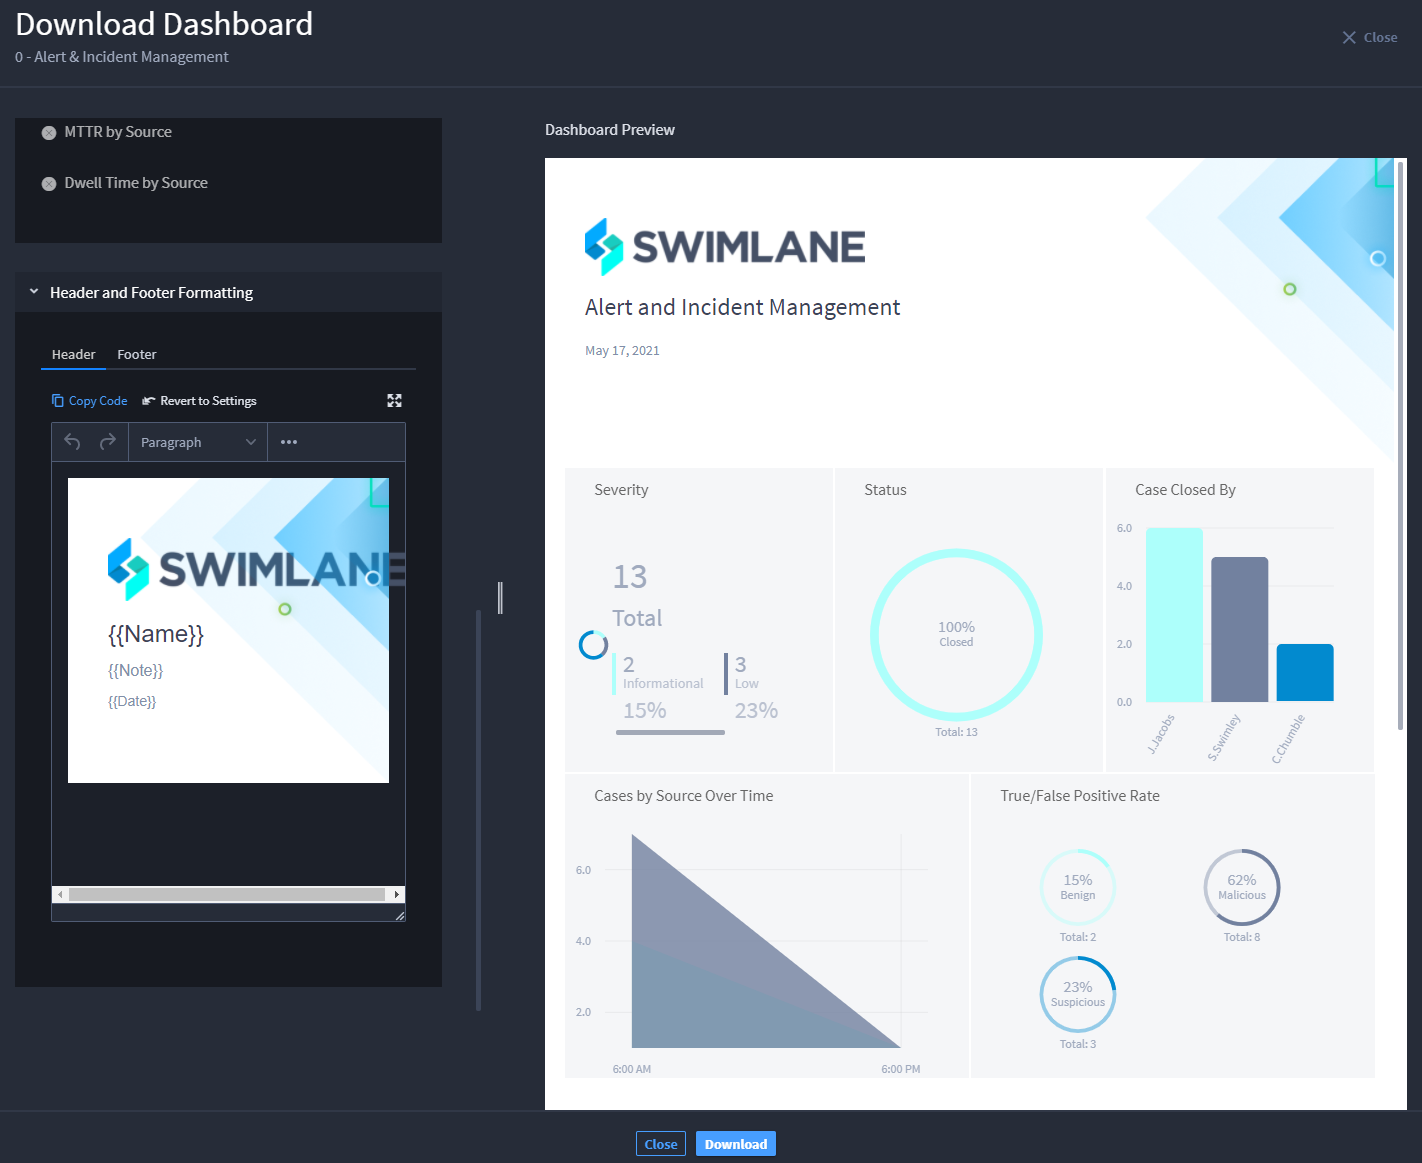 Download Dashboard
0 - Alert & Incident Management
Close
MTTR by Source
Dwell Time by Source
Header and Footer Formatting
Header Footer
Copy Code Revert to Settings
Paragraph
SWIMLANE
{{Name}}
{{Note}}
{{Date}}
Dashboard Preview
SWIMLANE
Alert and Incident Management
May 17, 2021
Severity
13
Total
2
Informational
15%
3
Low
23%
Status
100%
Closed
Total: 13
Case Closed By
6.0
4.0
2.0
0.0
J.Jacobs
S.Swimley
C.Chumble
Cases by Source Over Time
6.0
4.0
2.0
6:00 AM
6:00 PM
True/False Positive Rate
15%
Benign
Total: 2
62%
Malicious
Total: 8
23%
Suspicious
Total: 3
Close
Download